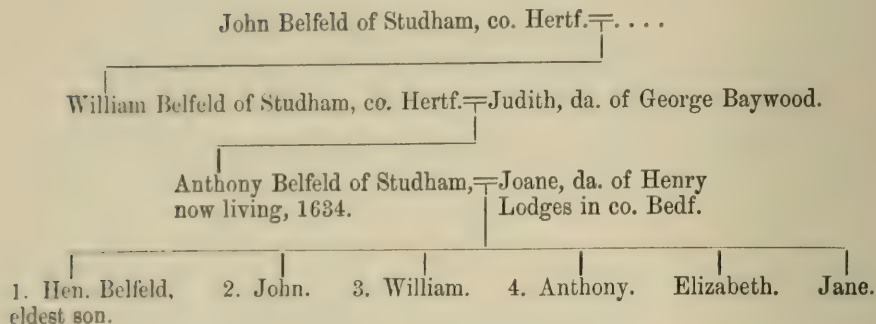 John Belfeld of Studham, co. Hertf.=. . . .
William Belfeld of Studham, co. Hertf.=Judith, da. of George Baywood.
Anthony Belfeld of Studham,=Joane, da. of Henry
now living, 1634. Lodges in co. Bedf.
1. Hen. Belfeld, 2. John. 3. William. 4. Anthony. Elizabeth. Jane.
eldest son.